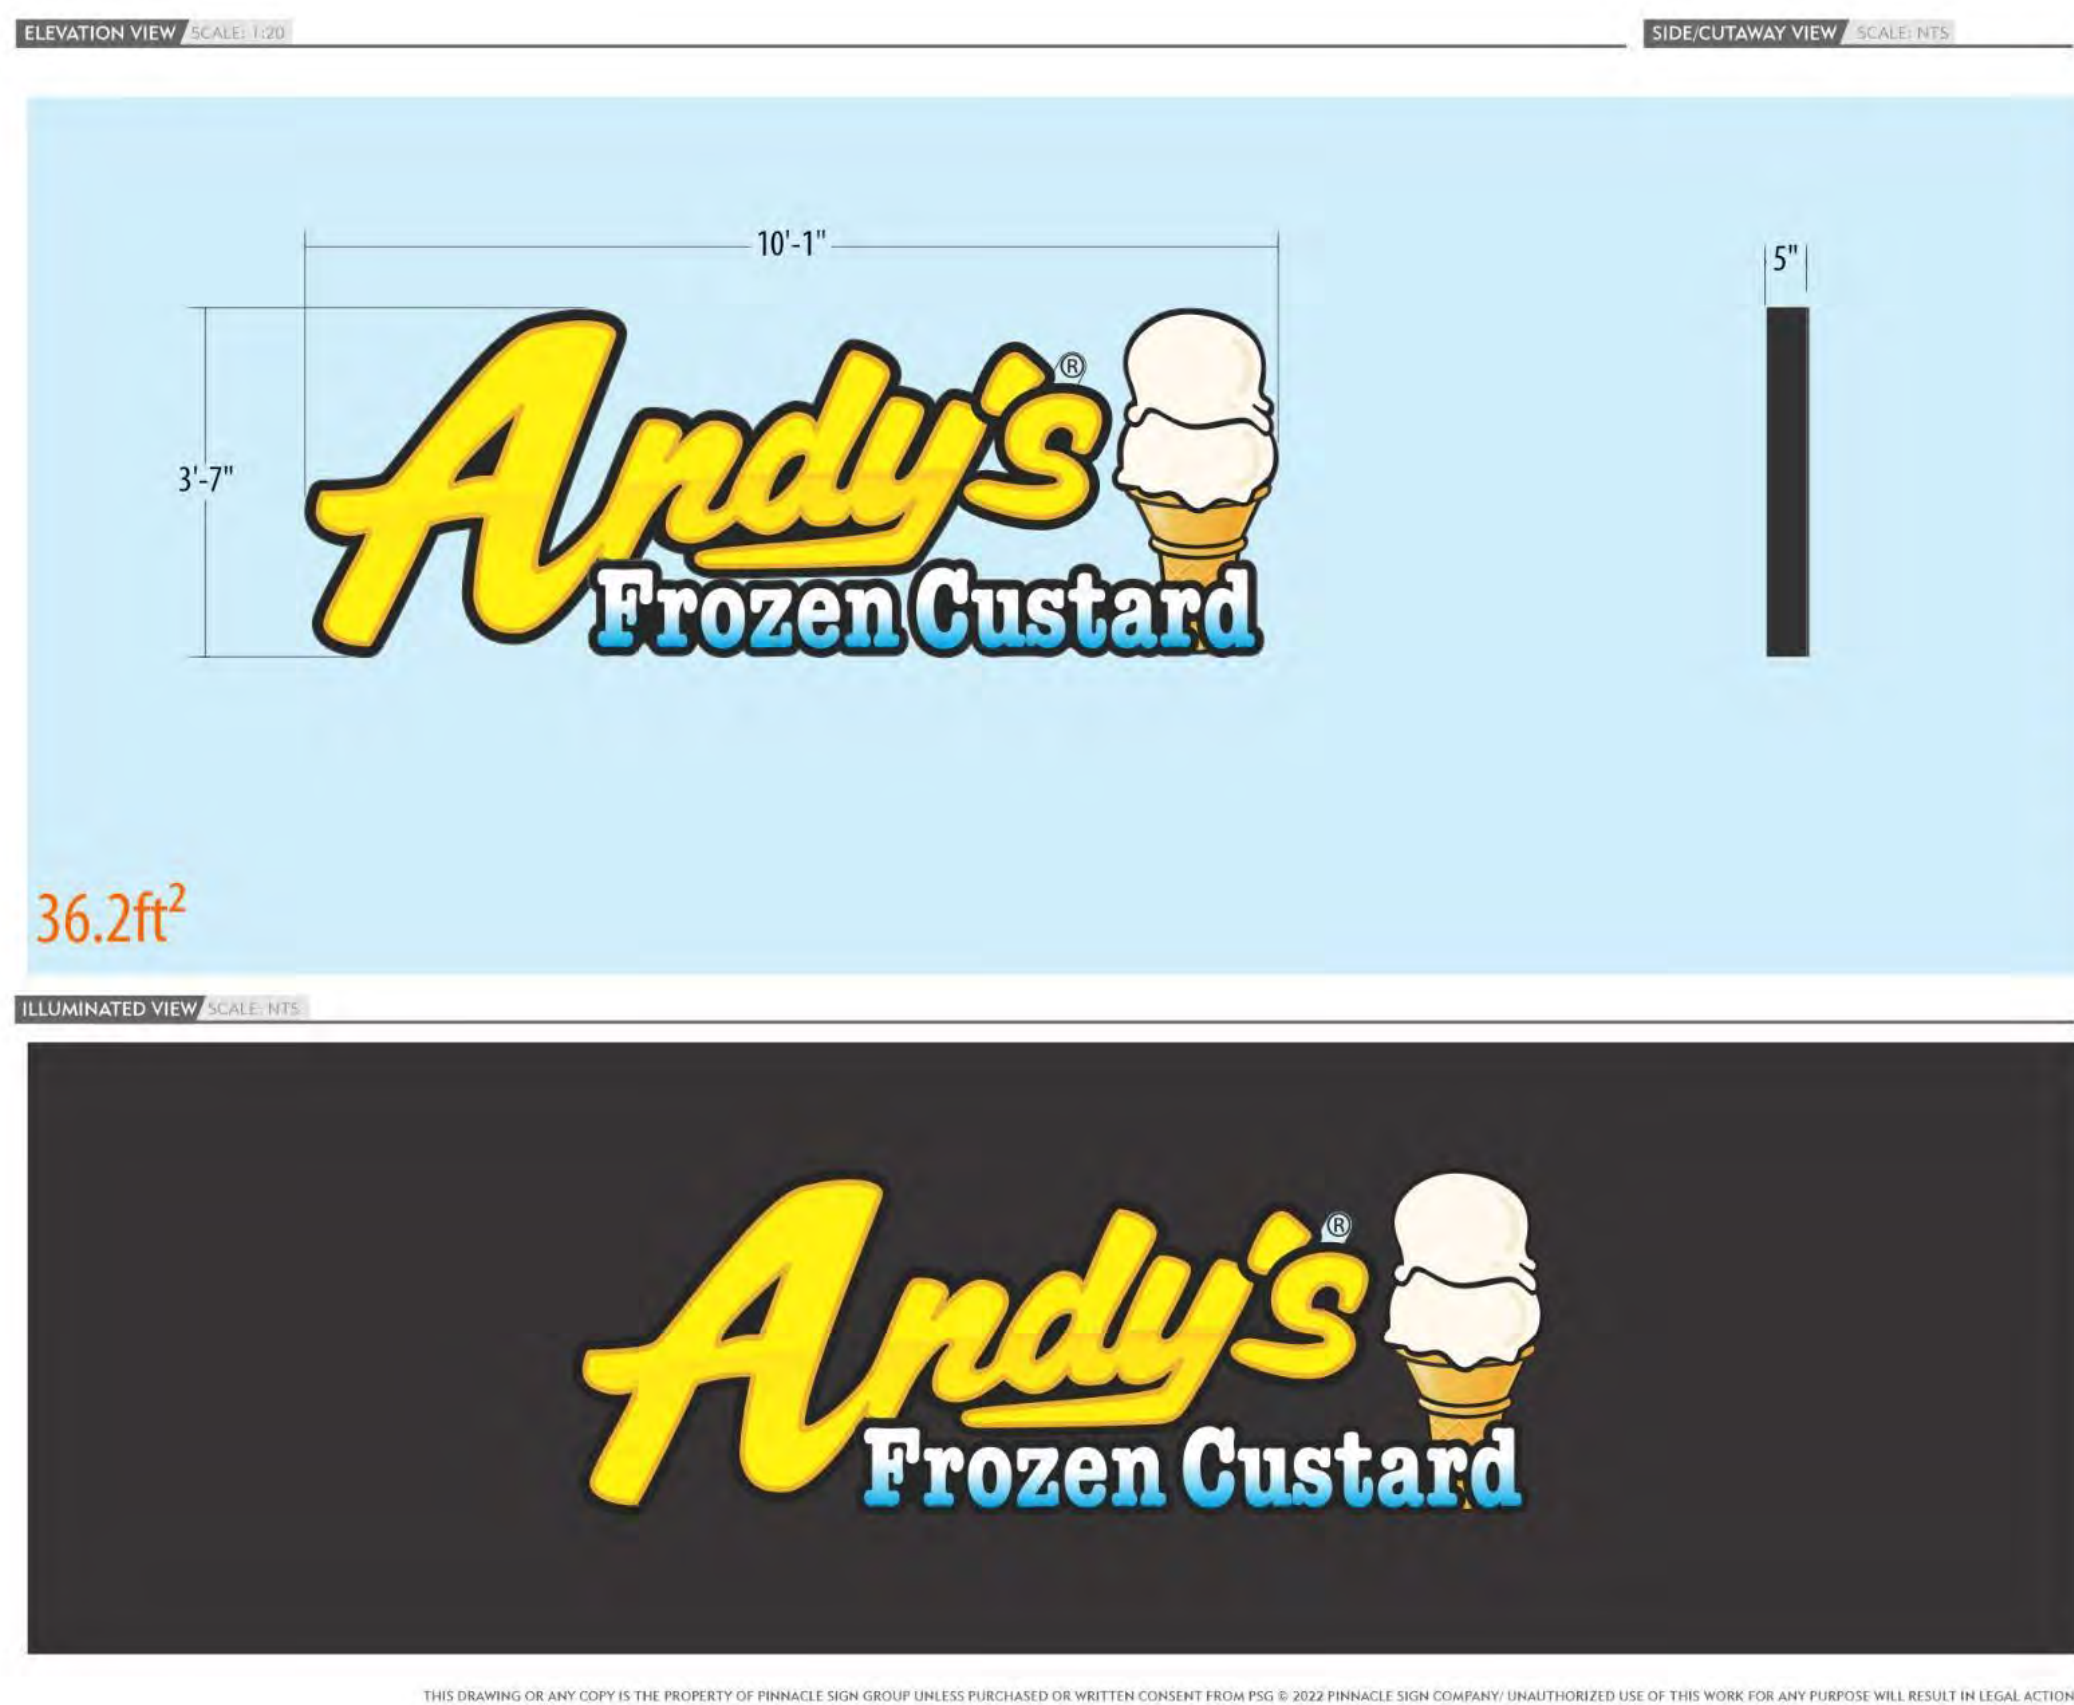 ELEVATION VIEW SCALE: 1:20
SIDE/CUTAWAY VIEW SCALE: NTS
10'-1"
5"
3'-7"
Andy's ®
Frozen Custard
36.2ft²
ILLUMINATED VIEW SCALE: NTS
Andy's ®
Frozen Custard
THIS DRAWING OR ANY COPY IS THE PROPERTY OF PINNACLE SIGN GROUP UNLESS PURCHASED OR WRITTEN CONSENT FROM PSG © 2022 PINNACLE SIGN COMPANY/ UNAUTHORIZED USE OF THIS WORK FOR ANY PURPOSE WILL RESULT IN LEGAL ACTION